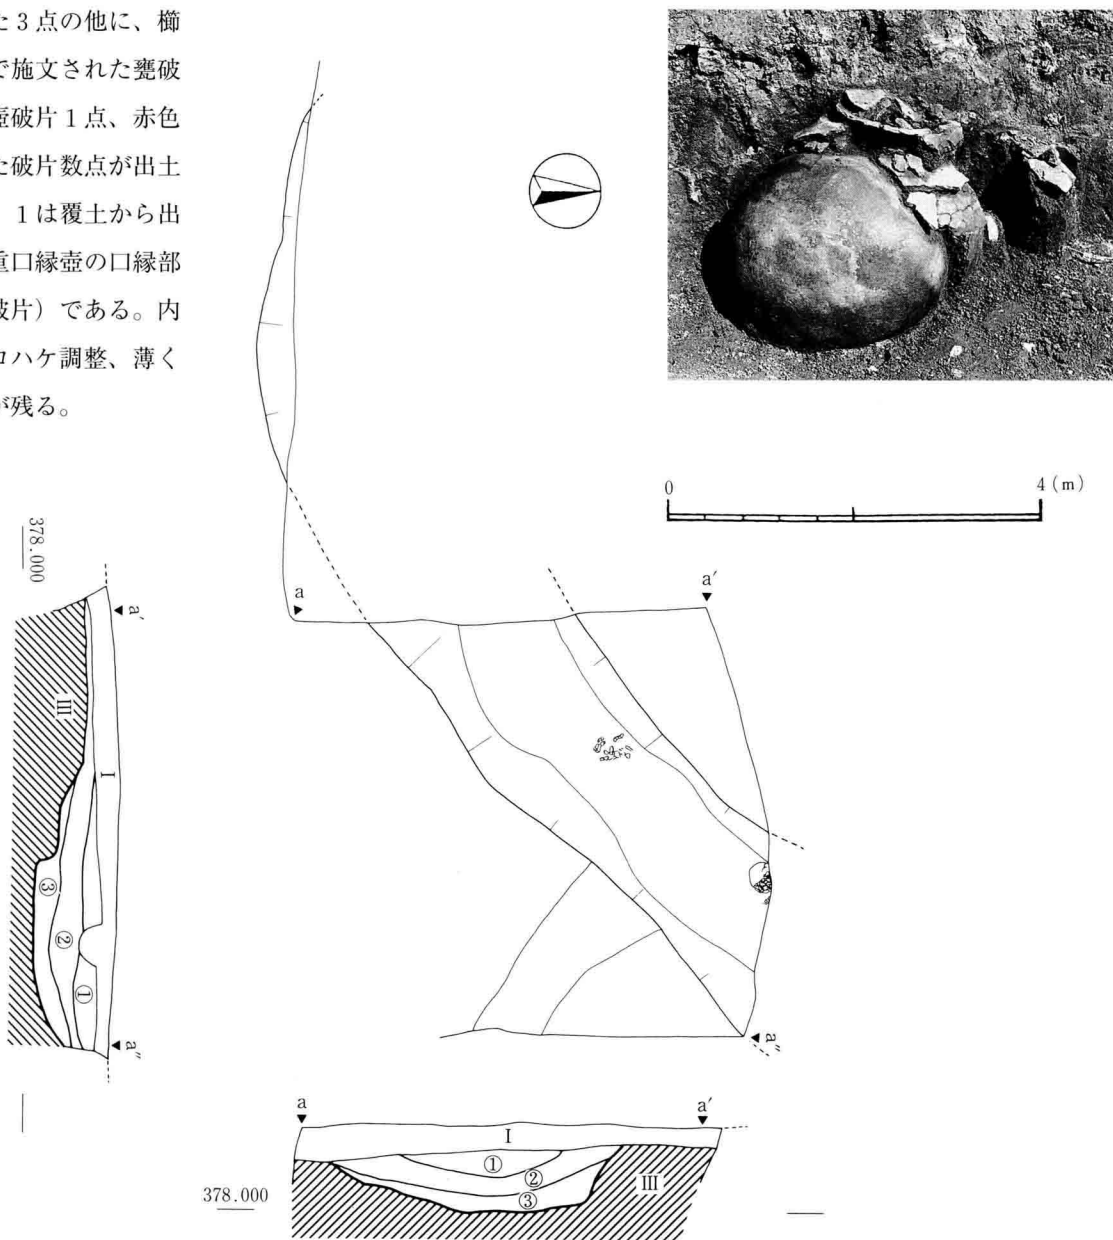 た3点の他に、櫛
で施文された甕破
壺破片1点、赤色
た破片数点が出土
1は覆土から出
重口縁壺の口縁部
破片）である。内
コハケ調整、薄く
が残る。
0 4(m)
a a′
378.000
a′
Ⅲ
I
③
②
①
a″
a″
a a′
I
①
②
③
Ⅲ
378.000